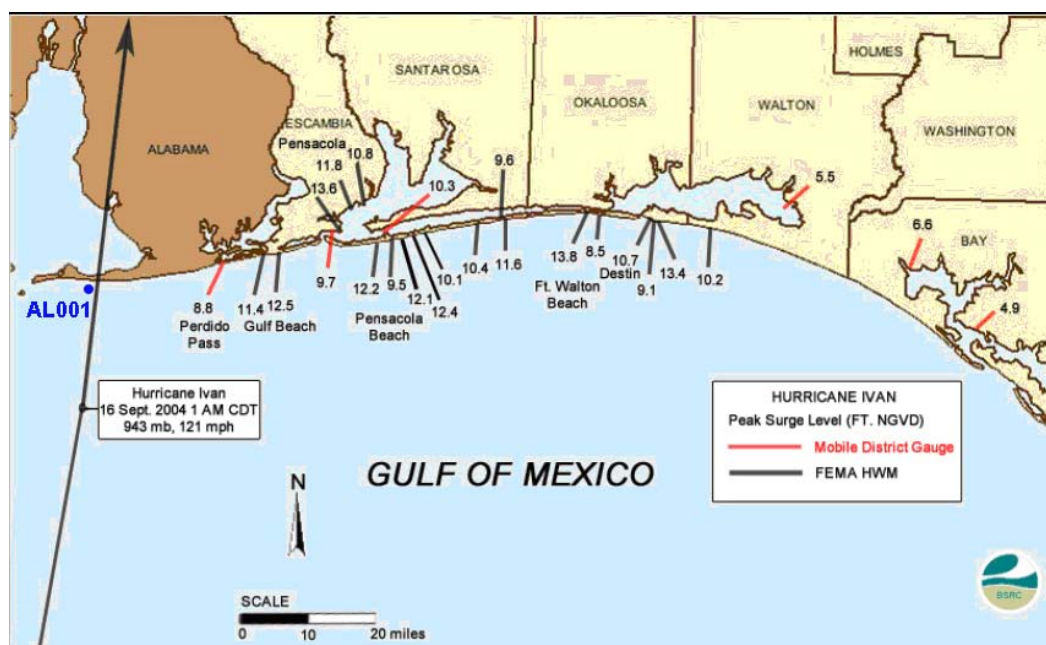 HOLMES
SANTAROSA
OKALOOSA
WALTON
WASHINGTON
ESCAMBIA
Pensacola
ALABAMA
10.8
11.8
13.6
10.3
9.6
5.5
6.6
BAY
4.9
AL001
8.8
Perdido
Pass
11.4
12.5
Gulf Beach
9.7
12.2
9.5
12.1
12.4
10.1
Pensacola
Beach
10.4
11.6
13.8
8.5
Ft. Walton
Beach
10.7
Destin
9.1
13.4
10.2
Hurricane Ivan
16 Sept. 2004 1 AM CDT
943 mb, 121 mph
GULF OF MEXICO
N
HURRICANE IVAN
Peak Surge Level (FT. NGVD)
Mobile District Gauge
FEMA HWM
SCALE
0 10 20 miles
BSRC